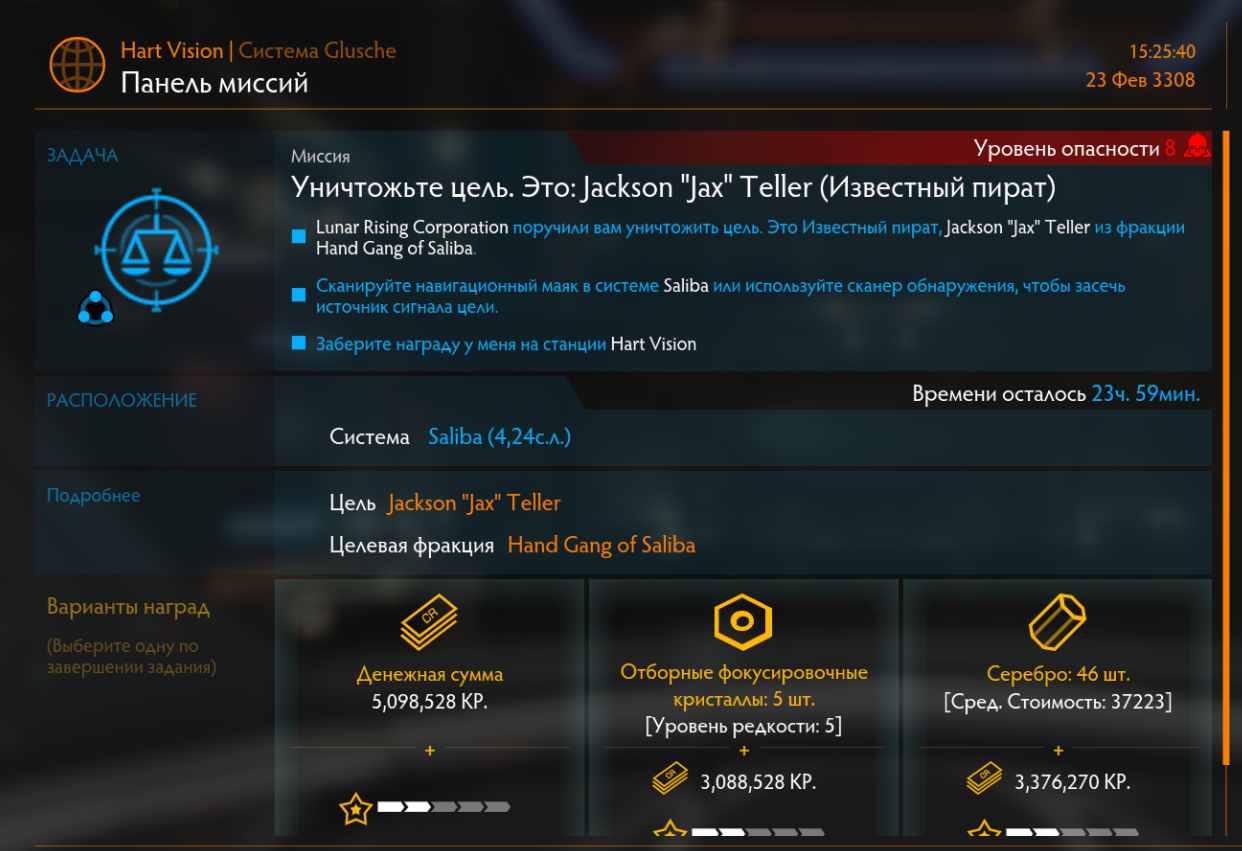 Hart Vision | Система Glusche
Панель миссий
15:25:40
23 Фев 3308
ЗАДАЧА
Миссия
Уровень опасности 8
Уничтожьте цель. Это: Jackson "Jax" Teller (Известный пират)
Lunar Rising Corporation поручили вам уничтожить цель. Это Известный пират, Jackson "Jax" Teller из фракции
Hand Gang of Saliba.
Сканируйте навигационный маяк в системе Saliba или используйте сканер обнаружения, чтобы засечь
источник сигнала цели.
Заберите награду у меня на станции Hart Vision
РАСПОЛОЖЕНИЕ
Времени осталось 23ч. 59мин.
Система Saliba (4,24с.л.)
Подробнее
Цель Jackson "Jax" Teller
Целевая фракция Hand Gang of Saliba
Варианты наград
(Выберите одну по
завершении задания)
CR
Денежная сумма
5,098,528 КР.
+
Отборные фокусировочные
кристаллы: 5 шт.
[Уровень редкости: 5]
+
CR
3,088,528 КР.
Серебро: 46 шт.
[Сред. Стоимость: 37223]
+
CR
3,376,270 КР.